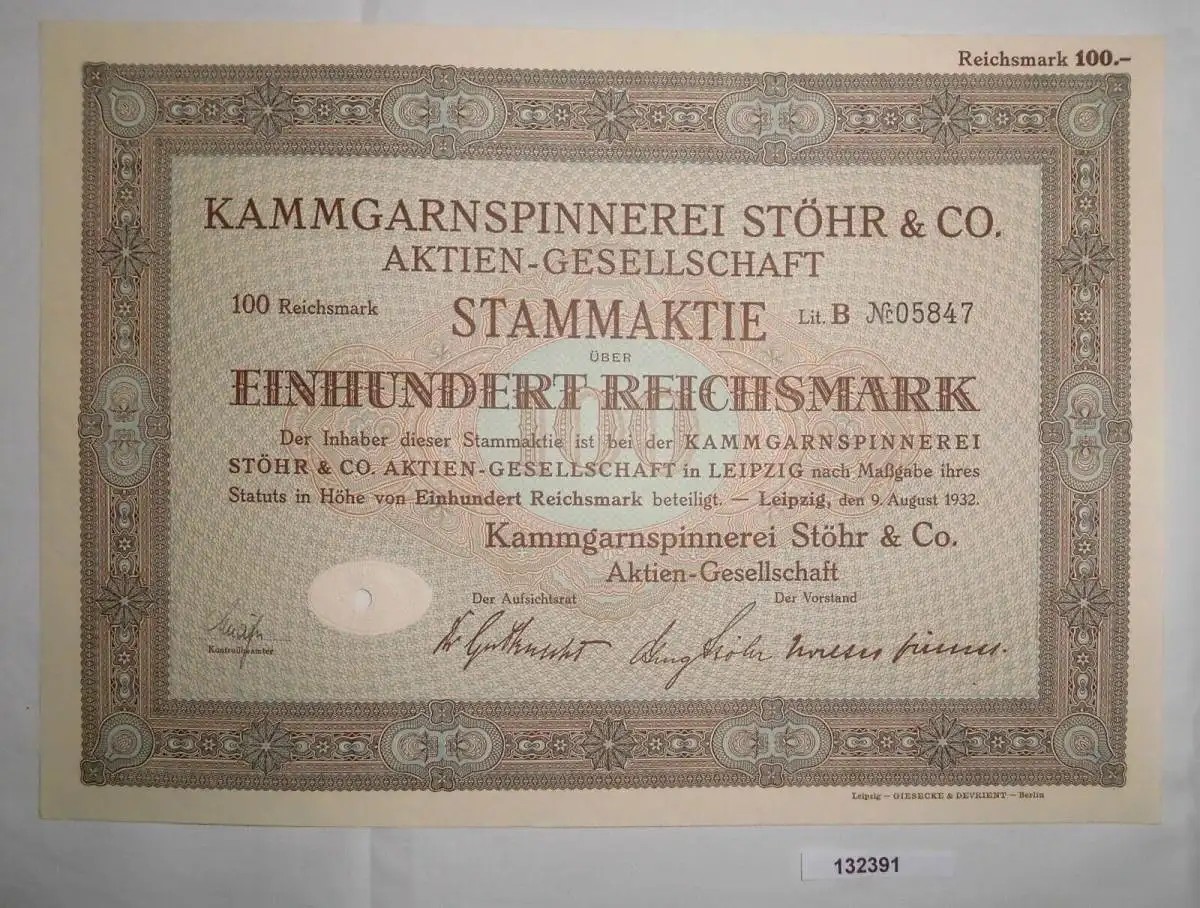 Reichsmark 100.–
KAMMGARNSPINNEREI STÖHR & CO.
AKTIEN-GESELLSCHAFT
100 Reichsmark STAMMAKTIE Lit. B № 05847
ÜBER
EINHUNDERT REICHSMARK
100
Der Inhaber dieser Stammaktie ist bei der KAMMGARNSPINNEREI
STÖHR & CO. AKTIEN-GESELLSCHAFT in LEIPZIG nach Maßgabe ihres
Statuts in Höhe von Einhundert Reichsmark beteiligt. — Leipzig, den 9. August 1932.
Kammgarnspinnerei Stöhr & Co.
Aktien-Gesellschaft
Der Aufsichtsrat Der Vorstand
Kontrollbeamter
Leipzig — GIESECKE & DEVRIENT — Berlin
132391